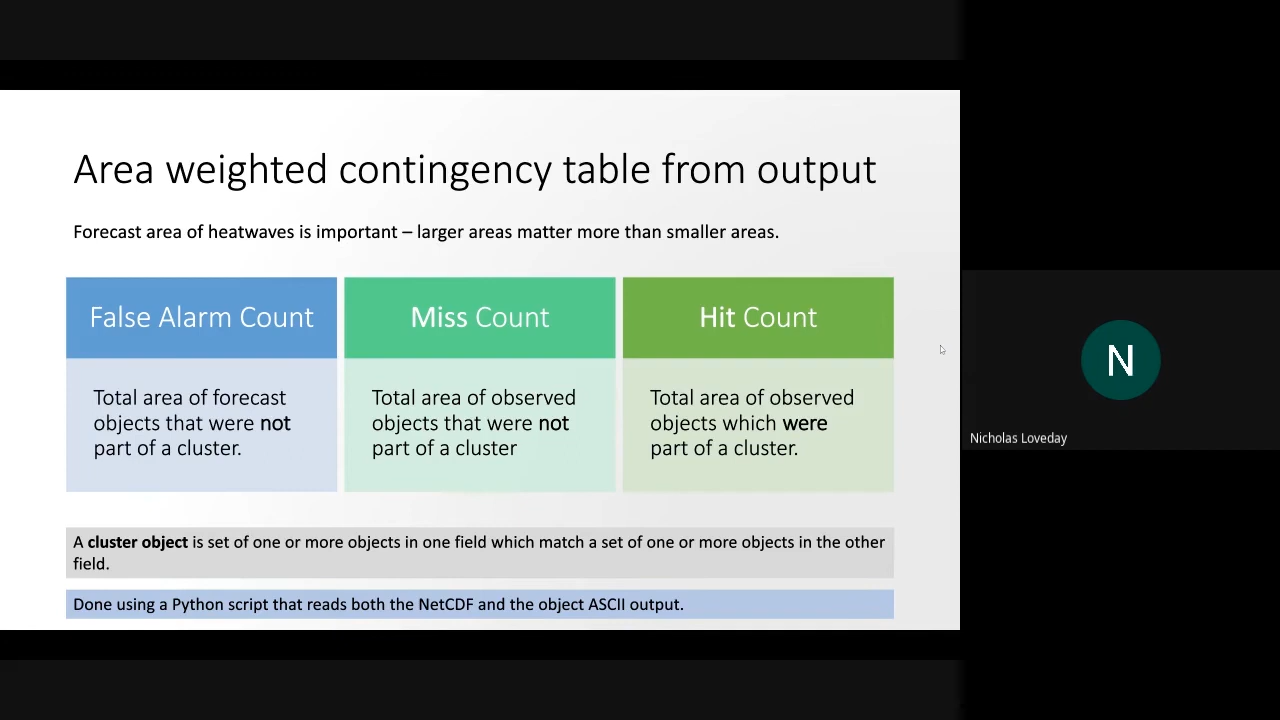 Area weighted contingency table from output
Forecast area of heatwaves is important – larger areas matter more than smaller areas.
False Alarm Count
Total area of forecast
objects that were not
part of a cluster.
Miss Count
Total area of observed
objects that were not
part of a cluster
Hit Count
Total area of observed
objects which were
part of a cluster.
A cluster object is set of one or more objects in one field which match a set of one or more objects in the other
field.
Done using a Python script that reads both the NetCDF and the object ASCII output.
N
Nicholas Loveday